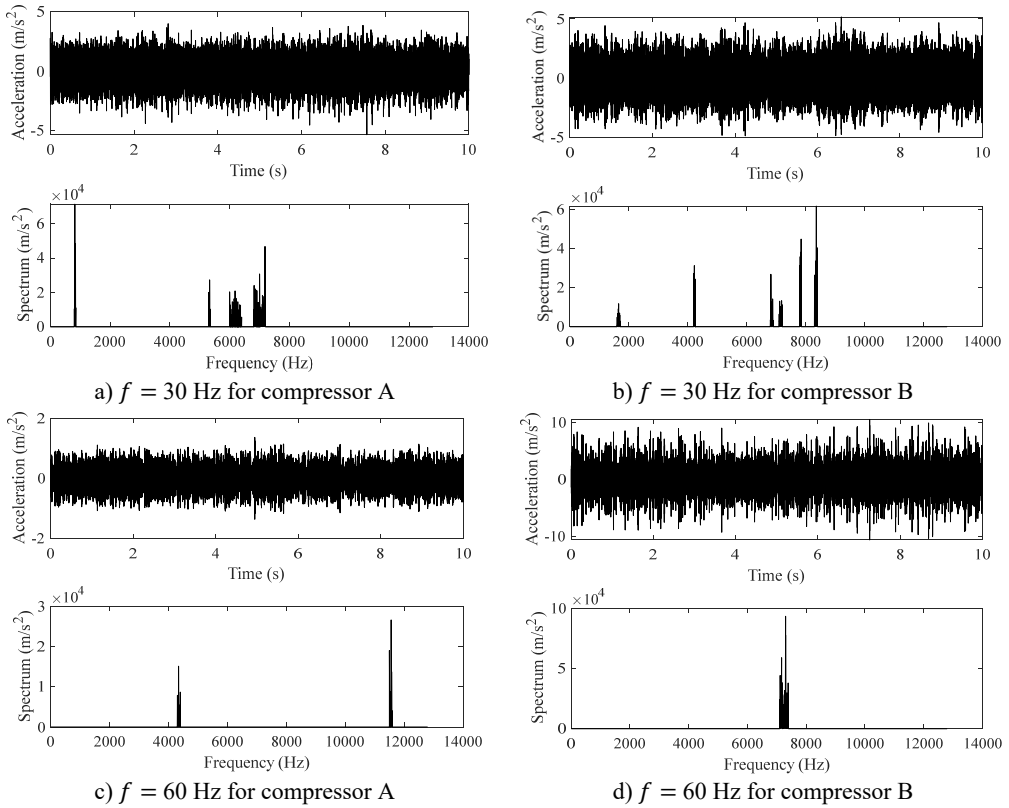 5
0
-5
Acceleration (m/s²)
0 2 4 6 8 10
Time (s)
×10⁴
6
4
2
0
Spectrum (m/s²)
0 2000 4000 6000 8000 10000 12000 14000
Frequency (Hz)
a) f = 30 Hz for compressor A
5
0
-5
Acceleration (m/s²)
0 2 4 6 8 10
Time (s)
×10⁴
6
4
2
0
Spectrum (m/s²)
0 2000 4000 6000 8000 10000 12000 14000
Frequency (Hz)
b) f = 30 Hz for compressor B
2
0
-2
Acceleration (m/s²)
0 2 4 6 8 10
Time (s)
×10⁴
3
2
1
0
Spectrum (m/s²)
0 2000 4000 6000 8000 10000 12000 14000
Frequency (Hz)
c) f = 60 Hz for compressor A
10
0
-10
Acceleration (m/s²)
0 2 4 6 8 10
Time (s)
×10⁴
10
5
0
Spectrum (m/s²)
0 2000 4000 6000 8000 10000 12000 14000
Frequency (Hz)
d) f = 60 Hz for compressor B